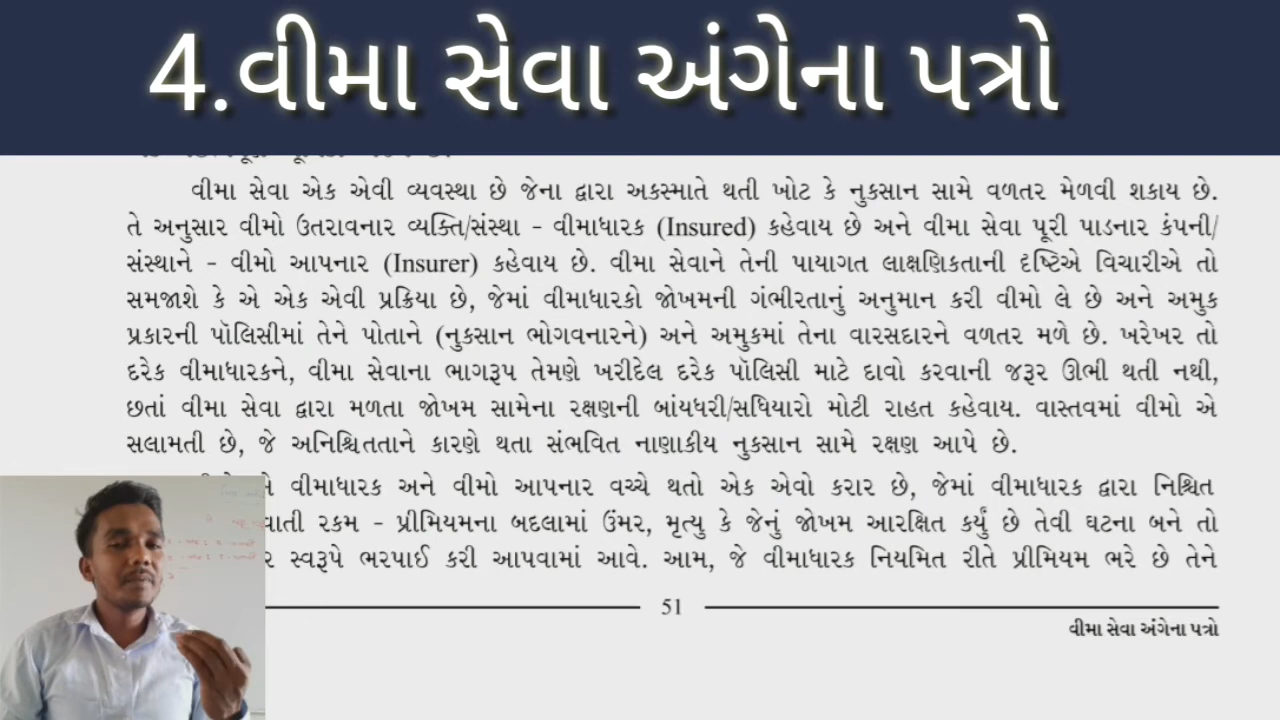 4.વીમા સેવા અંગેના પત્રો
વીમા સેવા એક એવી વ્યવસ્થા છે જેના દ્વારા અકસ્માતે થતી ખોટ કે નુકસાન સામે વળતર મેળવી શકાય છે.
તે અનુસાર વીમો ઉતરાવનાર વ્યક્તિ/સંસ્થા - વીમાધારક (Insured) કહેવાય છે અને વીમા સેવા પૂરી પાડનાર કંપની/
સંસ્થાને - વીમો આપનાર (Insurer) કહેવાય છે. વીમા સેવાને તેની પાયાગત લાક્ષણિકતાની દૃષ્ટિએ વિચારીએ તો
સમજાશે કે એ એક એવી પ્રક્રિયા છે, જેમાં વીમાધારકો જોખમની ગંભીરતાનું અનુમાન કરી વીમો લે છે અને અમુક
પ્રકારની પૉલિસીમાં તેને પોતાને (નુકસાન ભોગવનારને) અને અમુકમાં તેના વારસદારને વળતર મળે છે. ખરેખર તો
દરેક વીમાધારકને, વીમા સેવાના ભાગરૂપ તેમણે ખરીદેલ દરેક પૉલિસી માટે દાવો કરવાની જરૂર ઊભી થતી નથી,
છતાં વીમા સેવા દ્વારા મળતા જોખમ સામેના રક્ષણની બાંયધરી/સધિયારો મોટી રાહત કહેવાય. વાસ્તવમાં વીમો એ
સલામતી છે, જે અનિશ્ચિતતાને કારણે થતા સંભવિત નાણાકીય નુકસાન સામે રક્ષણ આપે છે.
વીમાધારક અને વીમો આપનાર વચ્ચે થતો એક એવો કરાર છે, જેમાં વીમાધારક દ્વારા નિશ્ચિત
રકમ - પ્રીમિયમના બદલામાં ઉંમર, મૃત્યુ કે જેનું જોખમ આરક્ષિત કર્યું છે તેવી ઘટના બને તો
સ્વરૂપે ભરપાઈ કરી આપવામાં આવે. આમ, જે વીમાધારક નિયમિત રીતે પ્રીમિયમ ભરે છે તેને
51
વીમા સેવા અંગેના પત્રો